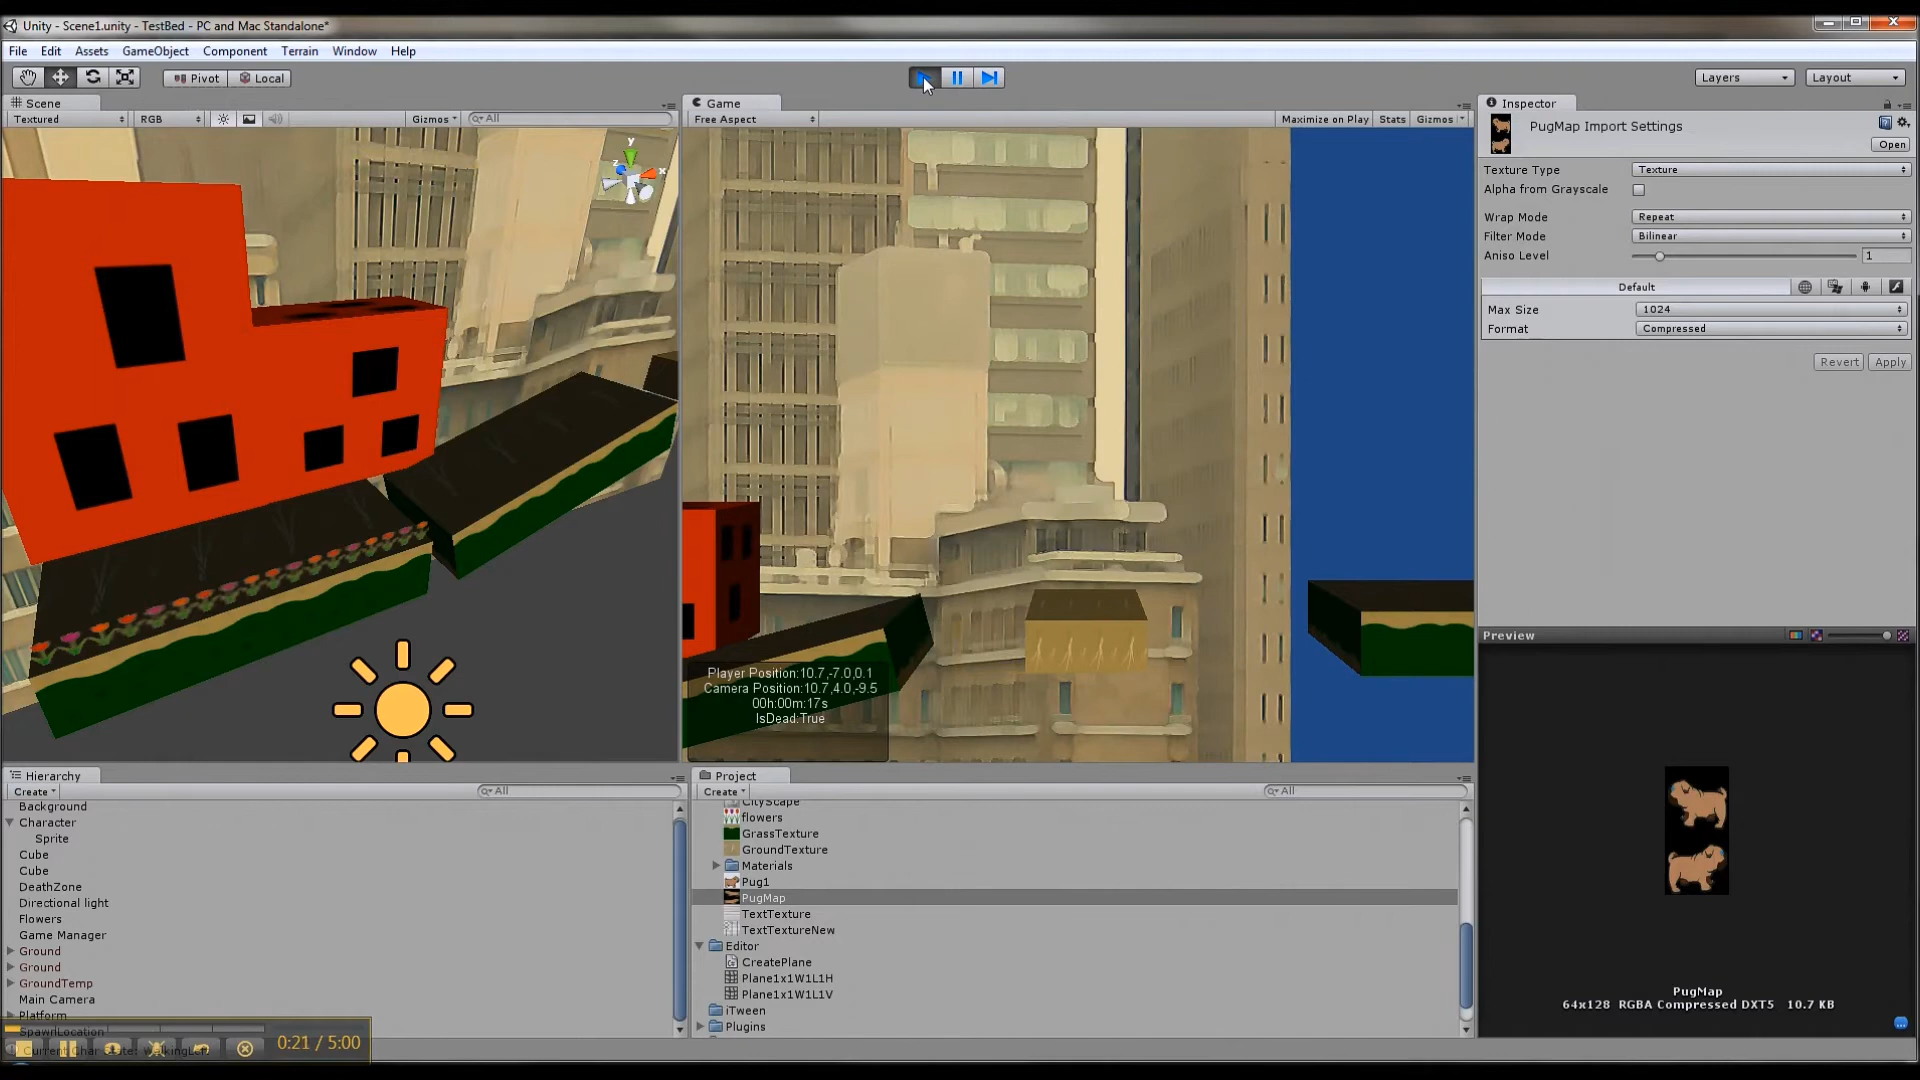 Unity - Scene1.unity - TestBed - PC and Mac Standalone*
File Edit Assets GameObject Component Terrain Window Help
Pivot Local Layers Layout
Scene
Textured RGB Gizmos All
y
z x
Game
Free Aspect Maximize on Play Stats Gizmos
Player Position:10.7,-7.0,0.1
Camera Position:10.7,4.0,-9.5
00h:00m:17s
IsDead:True
Inspector
PugMap Import Settings
Open
Texture Type Texture
Alpha from Grayscale
Wrap Mode Repeat
Filter Mode Bilinear
Aniso Level 1
Default
Max Size 1024
Format Compressed
Revert Apply
Hierarchy
Create All
Background
Character
Sprite
Cube
Cube
DeathZone
Directional light
Flowers
Game Manager
Ground
Ground
GroundTemp
Main Camera
Platform
SpawnLocation
0:21 / 5:00
Project
Create All
CityScape
flowers
GrassTexture
GroundTexture
Materials
Pug1
PugMap
TextTexture
TextTextureNew
Editor
CreatePlane
Plane1x1W1L1H
Plane1x1W1L1V
iTween
Plugins
Preview
PugMap
64x128 RGBA Compressed DXT5 10.7 KB